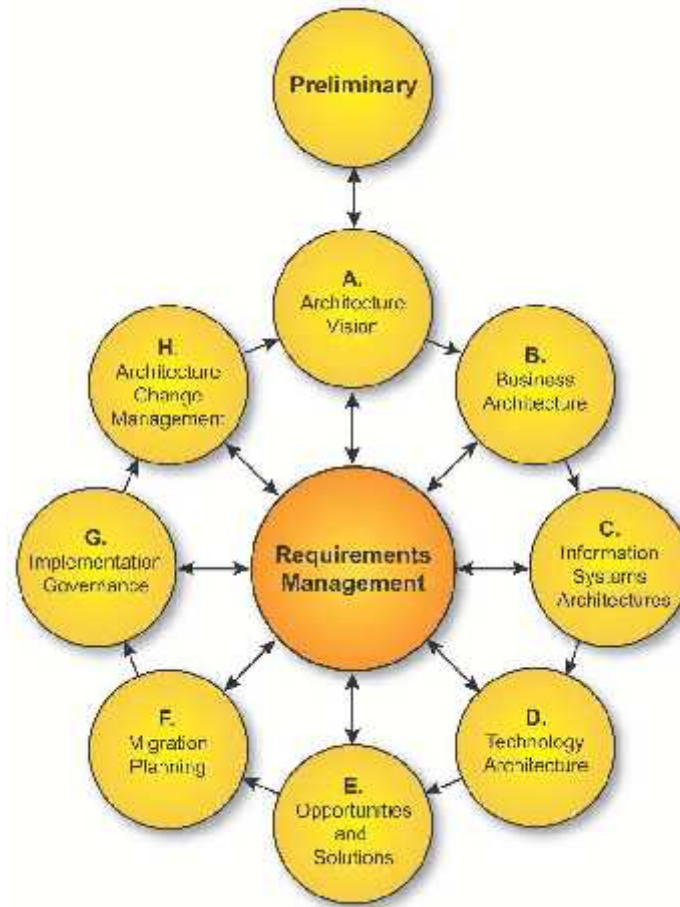 Preliminary
A.
Architecture
Vision
B.
Business
Architecture
C.
Information
Systems
Architectures
D.
Technology
Architecture
E.
Opportunities
and
Solutions
F.
Migration
Planning
G.
Implementation
Governance
H.
Architecture
Change
Management
Requirements
Management